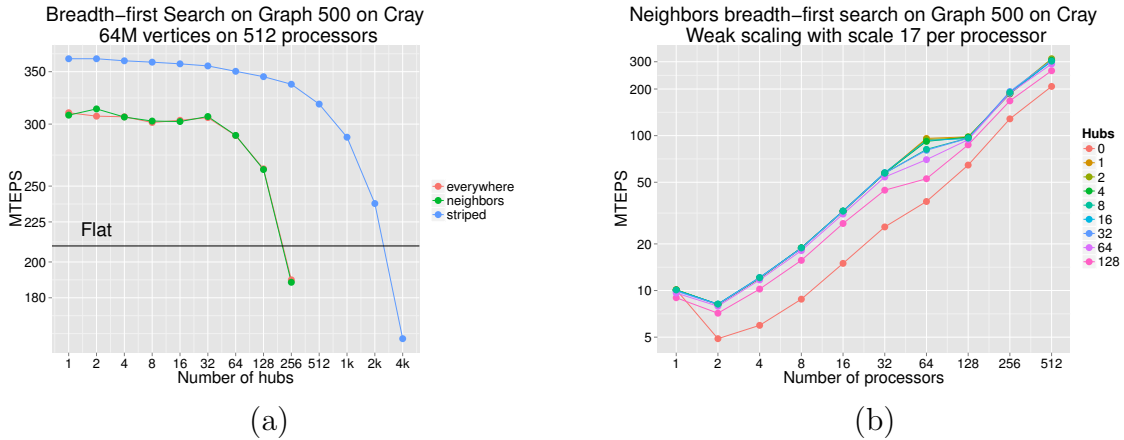 Breadth−first Search on Graph 500 on Cray
64M vertices on 512 processors
MTEPS
350
300
250
225
200
180
Flat
1 2 4 8 16 32 64 128 256 512 1k 2k 4k
Number of hubs
everywhere
neighbors
striped
(a)
Neighbors breadth−first search on Graph 500 on Cray
Weak scaling with scale 17 per processor
MTEPS
300
200
100
50
20
10
5
1 2 4 8 16 32 64 128 256 512
Number of processors
Hubs
0
1
2
4
8
16
32
64
128
(b)